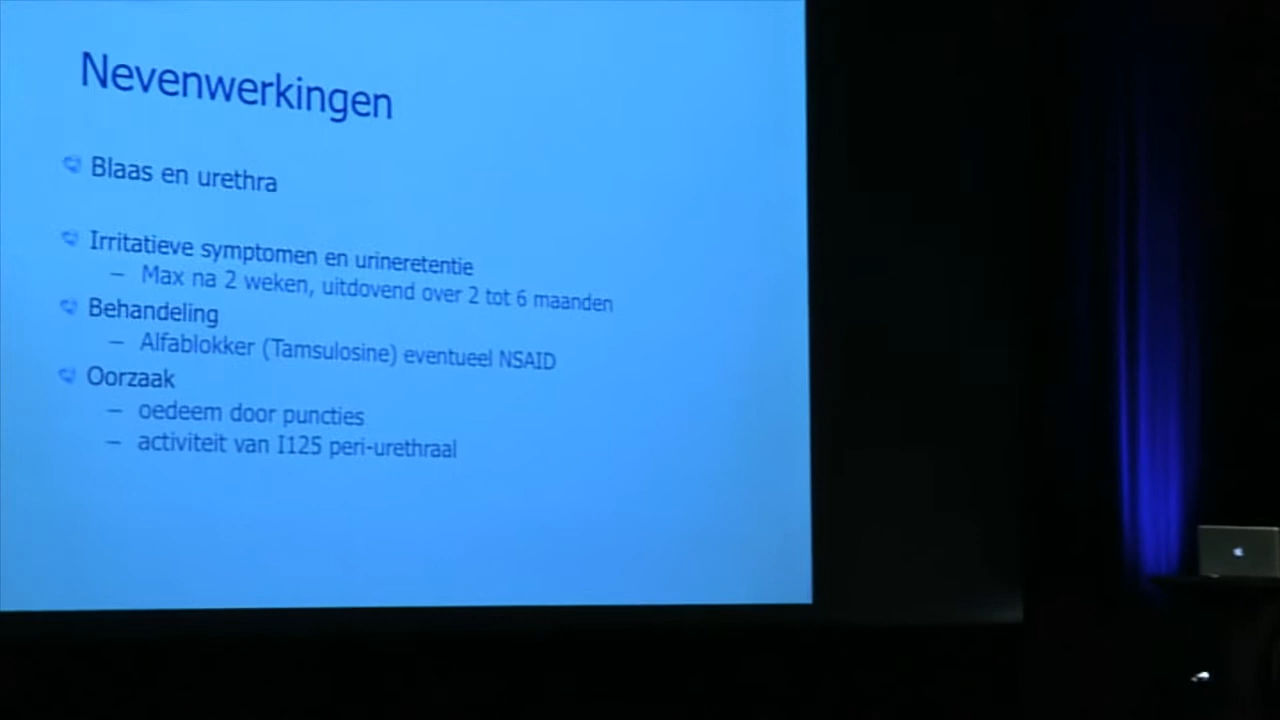 Nevenwerkingen
Blaas en urethra
Irritatieve symptomen en urineretentie
– Max na 2 weken, uitdovend over 2 tot 6 maanden
Behandeling
– Alfablokker (Tamsulosine) eventueel NSAID
Oorzaak
– oedeem door puncties
– activiteit van I125 peri-urethraal